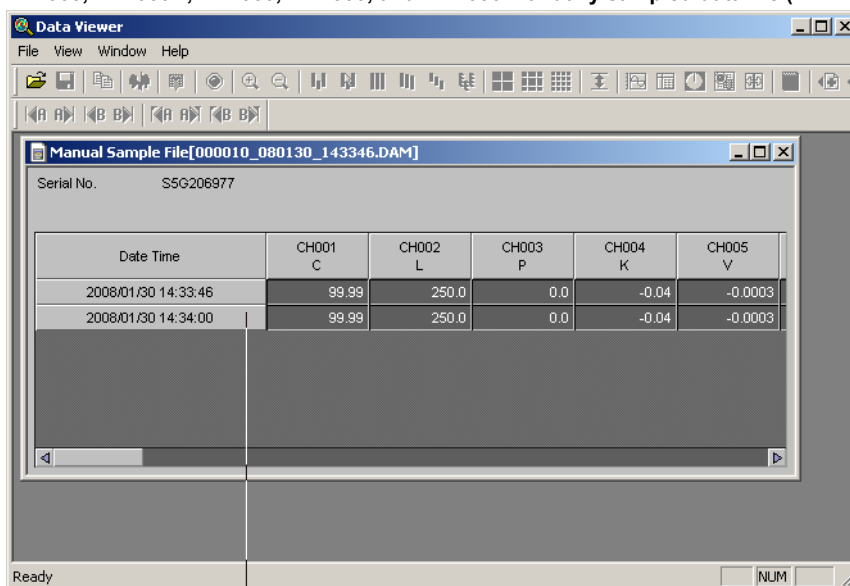 Data Viewer
File View Window Help
A A B B A A B B
Manual Sample File[000010_080130_143346.DAM]
Serial No. S5G206977
Date Time CH001 CH002 CH003 CH004 CH005
C L P K V
2008/01/30 14:33:46 99.99 250.0 0.0 -0.04 -0.0003
2008/01/30 14:34:00 99.99 250.0 0.0 -0.04 -0.0003
Ready NUM